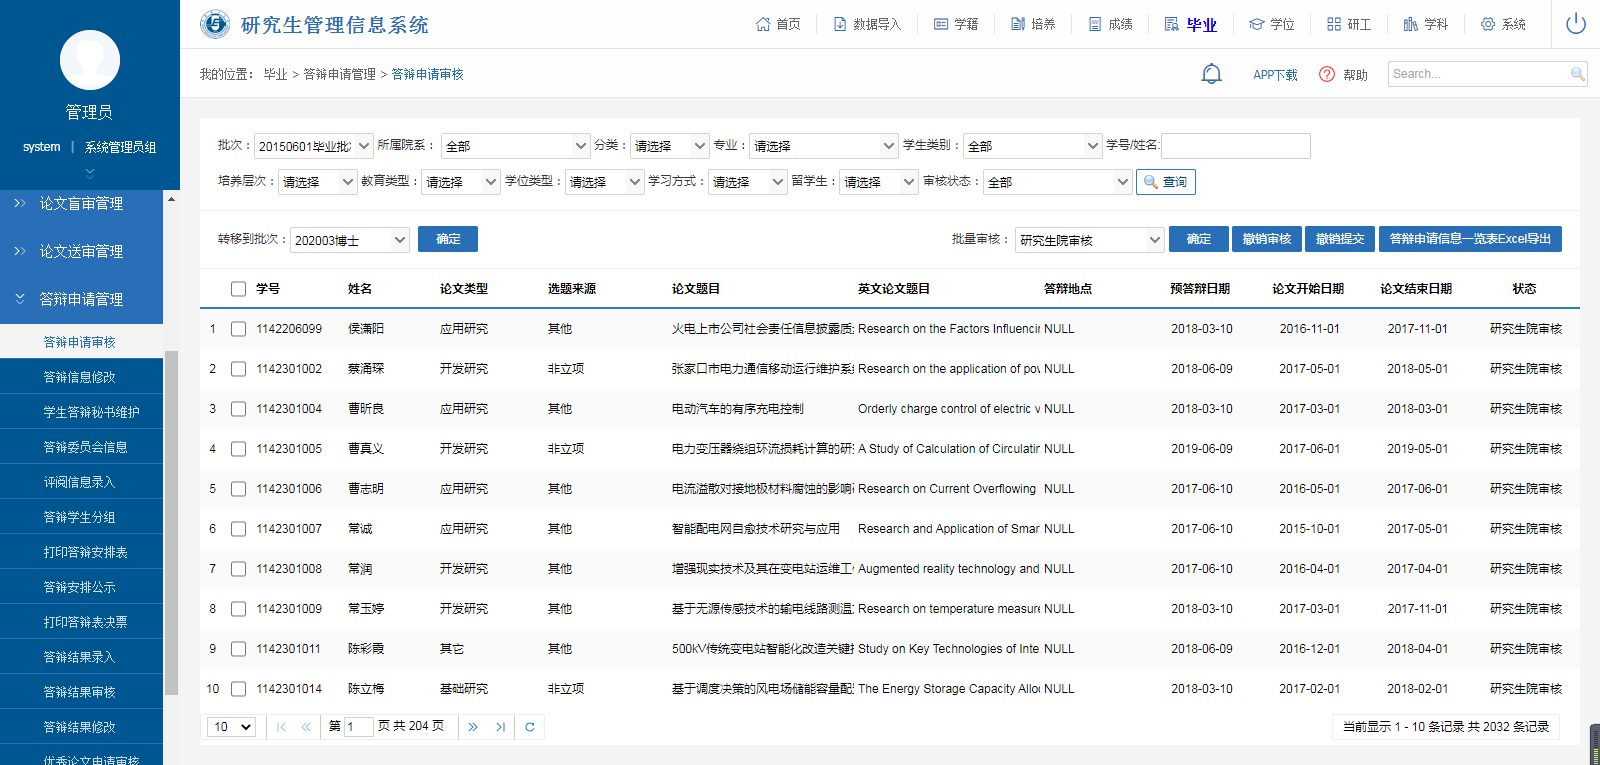 研究生管理信息系统
首页 数据导入 学籍 培养 成绩 毕业 学位 研工 学科 系统
管理员
system | 系统管理员组
我的位置： 毕业 > 答辩申请管理 > 答辩申请审核
APP下载 帮助 Search...
论文盲审管理
论文送审管理
答辩申请管理
答辩申请审核
答辩信息修改
学生答辩秘书维护
答辩委员会信息
评阅信息录入
答辩学生分组
打印答辩安排表
答辩安排公示
打印答辩表决票
答辩结果录入
答辩结果审核
答辩结果修改
优秀论文申请审核
批次： 20150601毕业批 所属院系： 全部 分类： 请选择 专业： 请选择 学生类别： 全部 学号/姓名:
培养层次： 请选择 教育类型： 请选择 学位类型： 请选择 学习方式： 请选择 留学生： 请选择 审核状态： 全部 查询
转移到批次： 202003博士 确定 批量审核： 研究生院审核 确定 撤销审核 撤销提交 答辩申请信息一览表Excel导出
学号 姓名 论文类型 选题来源 论文题目 英文论文题目 答辩地点 预答辩日期 论文开始日期 论文结束日期 状态
1 1142206099 侯潇阳 应用研究 其他 火电上市公司社会责任信息披露质 Research on the Factors Influencin NULL 2018-03-10 2016-11-01 2017-11-01 研究生院审核
2 1142301002 蔡涌琛 开发研究 非立项 张家口市电力通信移动运行维护系 Research on the application of pow NULL 2018-06-09 2017-05-01 2018-05-01 研究生院审核
3 1142301004 曹昕良 应用研究 其他 电动汽车的有序充电控制 Orderly charge control of electric v NULL 2018-03-10 2017-03-01 2018-03-01 研究生院审核
4 1142301005 曹真义 开发研究 非立项 电力变压器绕组环流损耗计算的研 A Study of Calculation of Circulatin NULL 2019-06-09 2017-06-01 2019-05-01 研究生院审核
5 1142301006 曹志明 应用研究 其他 电流溢散对接地极材料腐蚀的影响 Research on Current Overflowing NULL 2017-06-10 2016-05-01 2017-06-01 研究生院审核
6 1142301007 常诚 应用研究 其他 智能配电网自愈技术研究与应用 Research and Application of Smar NULL 2017-06-10 2015-10-01 2017-05-01 研究生院审核
7 1142301008 常润 开发研究 其他 增强现实技术及其在变电站运维工 Augmented reality technology and NULL 2017-06-10 2016-04-01 2017-04-01 研究生院审核
8 1142301009 常玉婷 开发研究 其他 基于无源传感技术的输电线路测温 Research on temperature measure NULL 2018-03-10 2017-03-01 2017-11-01 研究生院审核
9 1142301011 陈彩霞 其它 其他 500kV传统变电站智能化改造关键 Study on Key Technologies of Inte NULL 2018-06-09 2016-12-01 2018-04-01 研究生院审核
10 1142301014 陈立梅 基础研究 非立项 基于调度决策的风电场储能容量配 The Energy Storage Capacity Alloc NULL 2018-03-10 2017-02-01 2018-02-01 研究生院审核
10 第 1 页 共 204 页 当前显示 1 - 10 条记录 共 2032 条记录